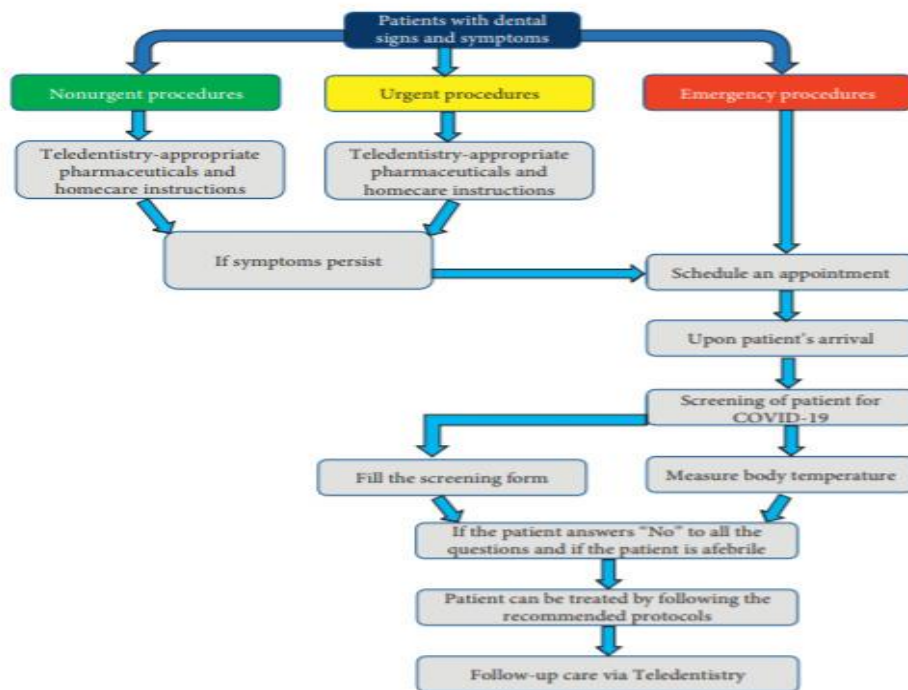 Patients with dental
signs and symptoms
Nonurgent procedures
Urgent procedures
Emergency procedures
Teledentistry-appropriate
pharmaceuticals and
homecare instructions
Teledentistry-appropriate
pharmaceuticals and
homecare instructions
If symptoms persist
Schedule an appointment
Upon patient's arrival
Screening of patient for
COVID-19
Fill the screening form
Measure body temperature
If the patient answers "No" to all the
questions and if the patient is afebrile
Patient can be treated by following the
recommended protocols
Follow-up care via Teledentistry